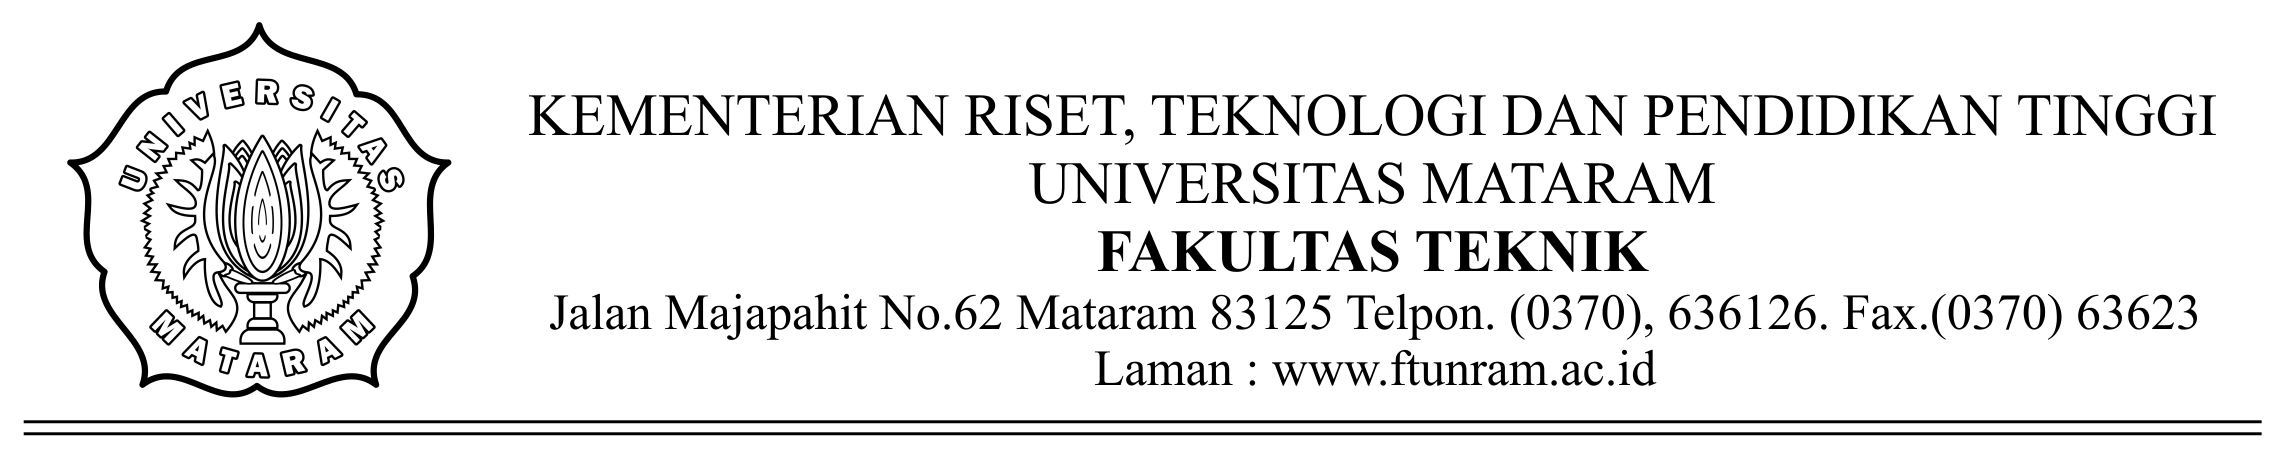 UNIVERSITAS
MATARAM
KEMENTERIAN RISET, TEKNOLOGI DAN PENDIDIKAN TINGGI
UNIVERSITAS MATARAM
FAKULTAS TEKNIK
Jalan Majapahit No.62 Mataram 83125 Telpon. (0370), 636126. Fax.(0370) 63623
Laman : www.ftunram.ac.id